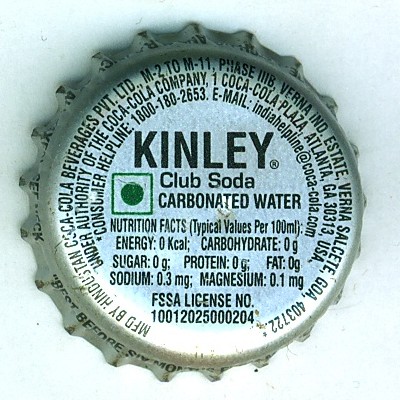 MFD BY HINDUSTAN COCA-COLA BEVERAGES PVT. LTD., M-2 TO M-11, PHASE IIIB, VERNA IND. ESTATE, VERNA, SALCETE, GOA, 403722.*
UNDER AUTHORITY OF THE COCA-COLA COMPANY, 1 COCA-COLA PLAZA, ATLANTA, GA 30313 USA.
*CONSUMER HELPLINE: 1800-180-2653. E-MAIL: indiahelpline@coca-cola.com
KINLEY®
Club Soda
CARBONATED WATER
NUTRITION FACTS (Typical Values Per 100ml):
ENERGY: 0 Kcal; CARBOHYDRATE: 0 g
SUGAR: 0 g; PROTEIN: 0 g; FAT: 0g
SODIUM: 0.3 mg; MAGNESIUM: 0.1 mg
FSSA LICENSE NO.
10012025000204
"BEST BEFORE SIX MON